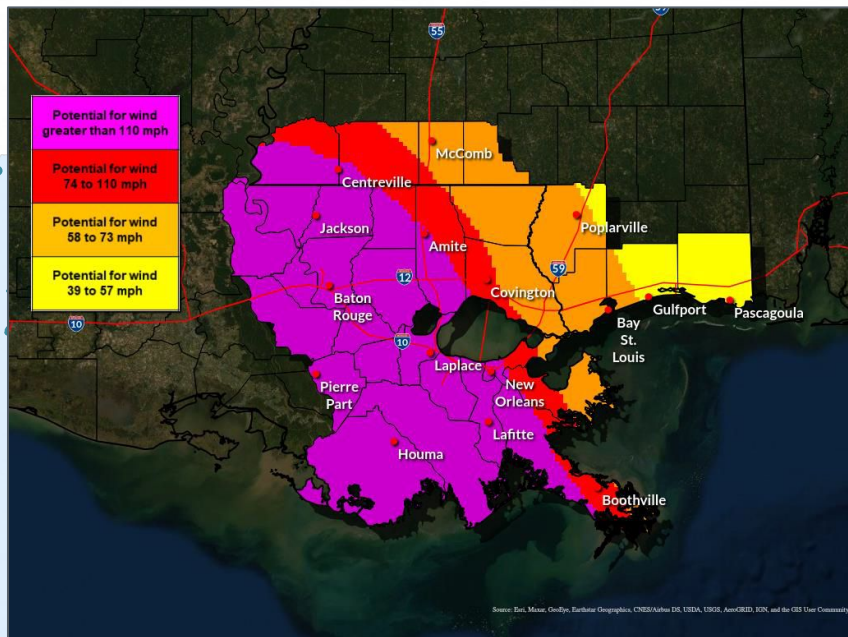 55
Potential for wind
greater than 110 mph
Potential for wind
74 to 110 mph
Potential for wind
58 to 73 mph
Potential for wind
39 to 57 mph
McComb
Centreville
Jackson
Poplarville
Amite
59
12
Baton
Rouge
Covington
Gulfport
Pascagoula
Bay
St.
Louis
10
10
Laplace
New
Orleans
Pierre
Part
Lafitte
Houma
Boothville
Source: Esri, Maxar, GeoEye, Earthstar Geographics, CNES/Airbus DS, USDA, USGS, AeroGRID, IGN, and the GIS User Community